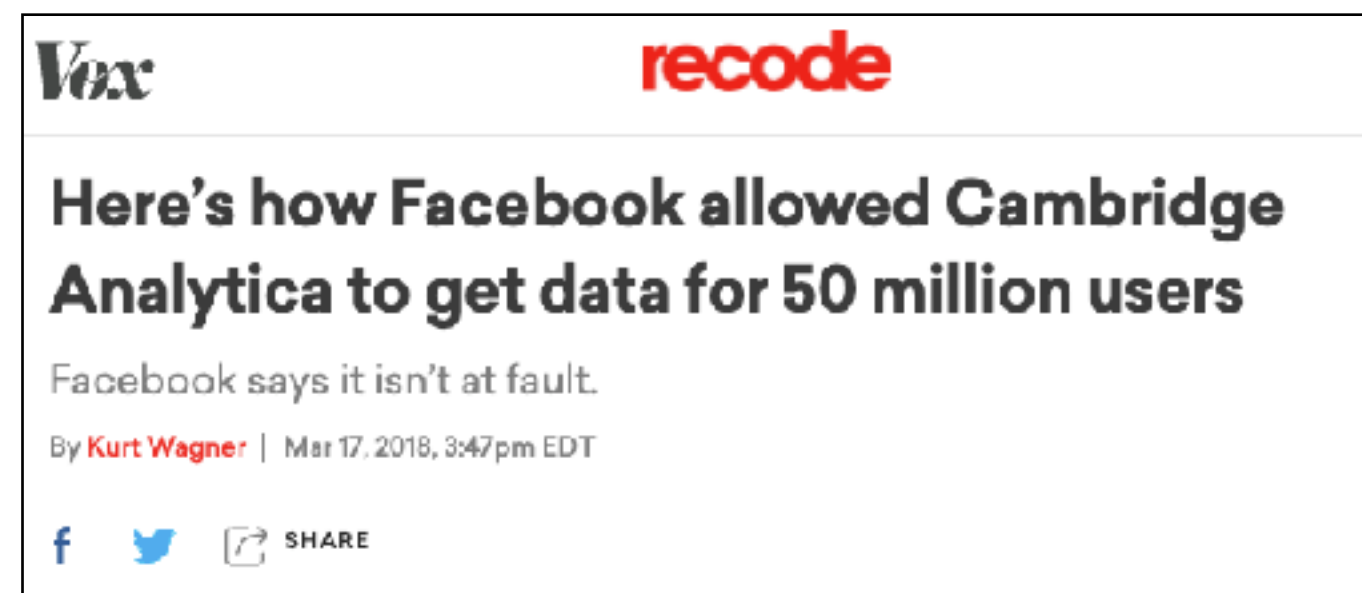 Vox recode
Here's how Facebook allowed Cambridge
Analytica to get data for 50 million users
Facebook says it isn't at fault.
By Kurt Wagner | Mar 17, 2018, 3:47pm EDT
f SHARE